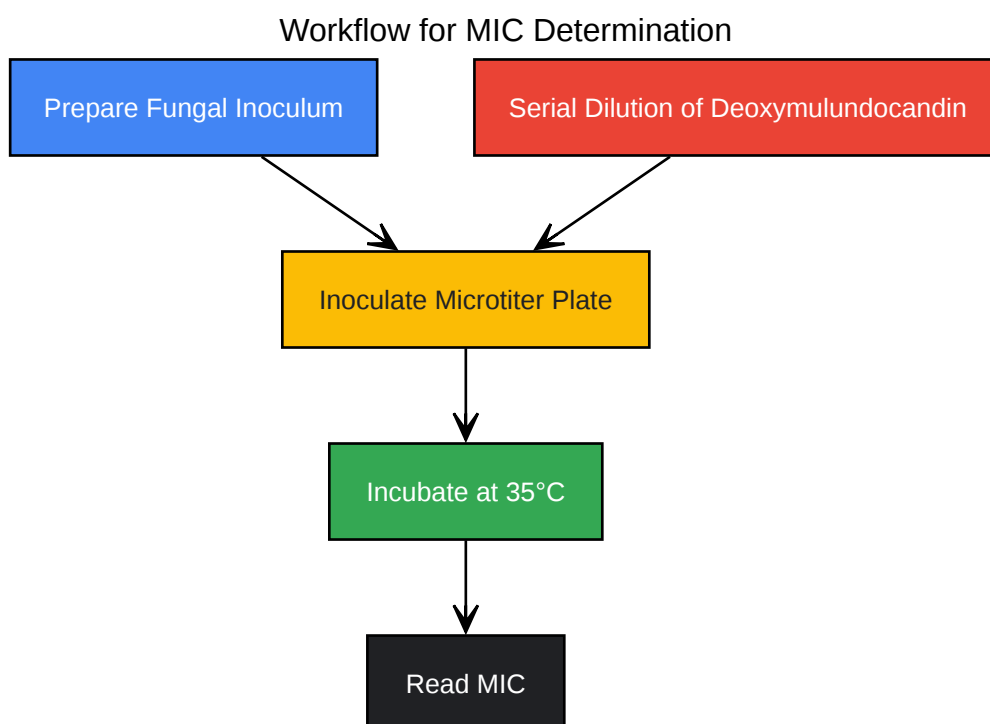 Workflow for MIC Determination
Prepare Fungal Inoculum
Serial Dilution of Deoxymulundocandin
Inoculate Microtiter Plate
Incubate at 35°C
Read MIC